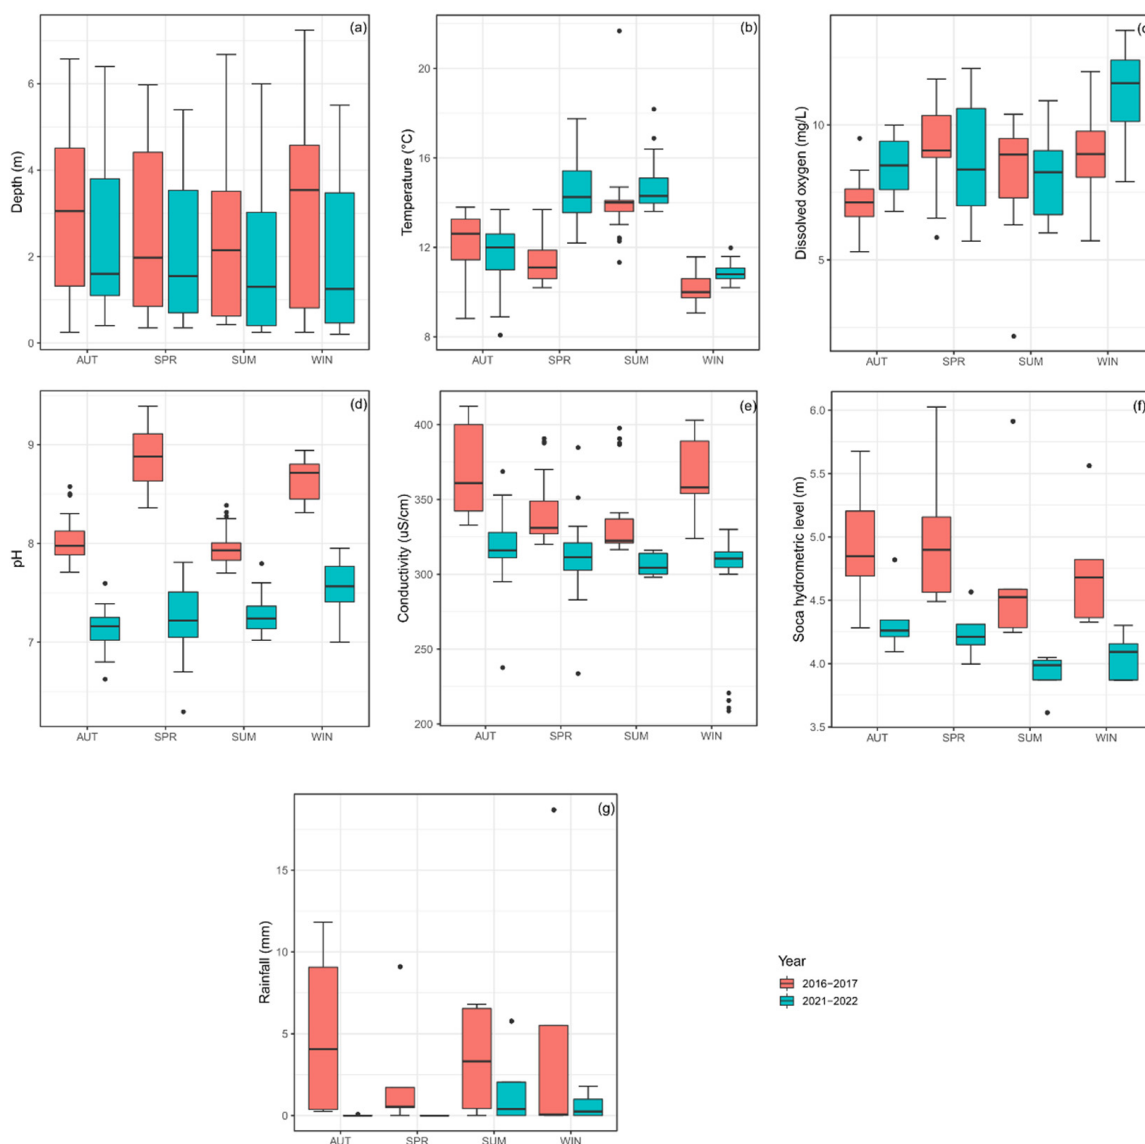 (a)
Depth (m)
6
4
2
0
AUT SPR SUM WIN
(b)
Temperature (°C)
20
16
12
8
AUT SPR SUM WIN
Dissolved oxygen (mg/L)
10
5
AUT SPR SUM WIN
(d)
pH
9
8
7
AUT SPR SUM WIN
(e)
Conductivity (uS/cm)
400
350
300
250
200
AUT SPR SUM WIN
(f)
Soca hydrometric level (m)
6.0
5.5
5.0
4.5
4.0
3.5
AUT SPR SUM WIN
(g)
Rainfall (mm)
15
10
5
0
AUT SPR SUM WIN
Year
2016-2017
2021-2022